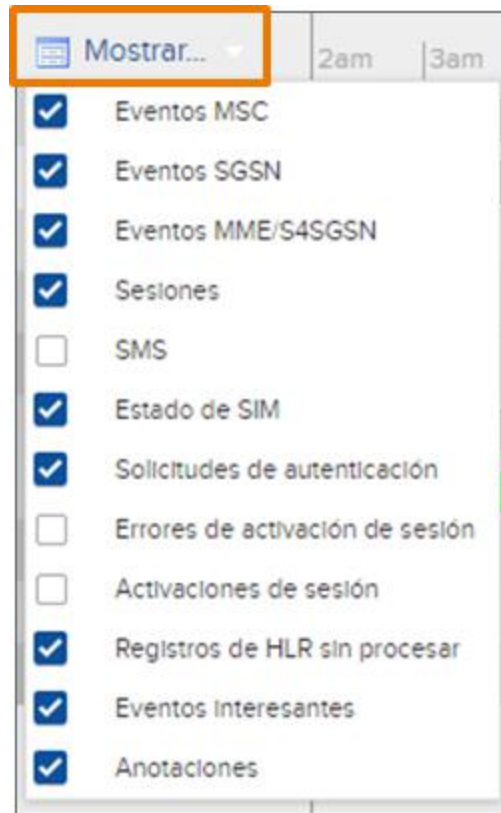 Mostrar...
2am
3am
Eventos MSC
Eventos SGSN
Eventos MME/S4SGSN
Sesiones
SMS
Estado de SIM
Solicitudes de autenticación
Errores de activación de sesión
Activaciones de sesión
Registros de HLR sin procesar
Eventos interesantes
Anotaciones